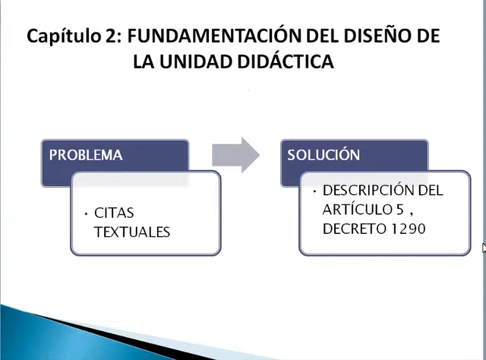 Capítulo 2: FUNDAMENTACIÓN DEL DISEÑO DE
LA UNIDAD DIDÁCTICA
PROBLEMA
• CITAS
TEXTUALES
SOLUCIÓN
• DESCRIPCIÓN DEL
ARTÍCULO 5 ,
DECRETO 1290